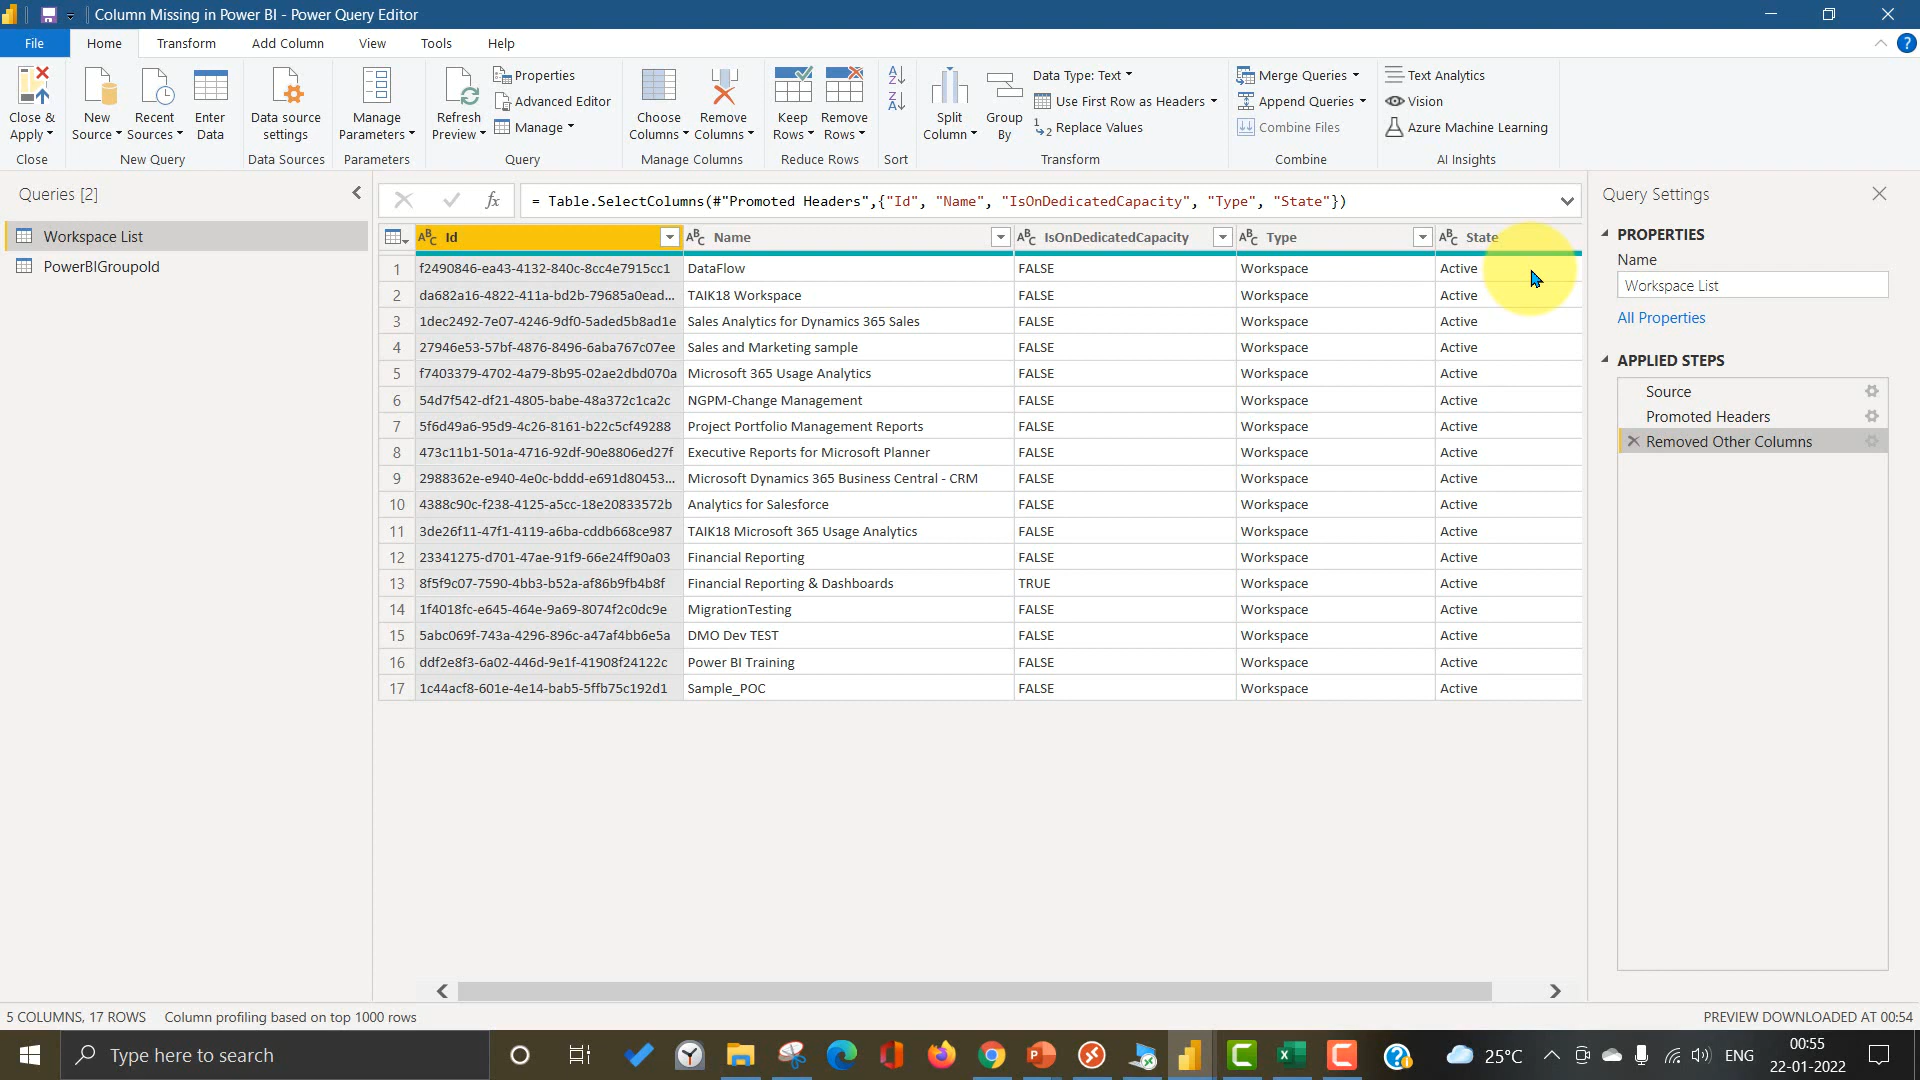 Column Missing in Power BI - Power Query Editor
File Home Transform Add Column View Tools Help
Close & Apply
New Source
Recent Sources
Enter Data
Data source settings
Manage Parameters
Refresh Preview
Properties
Advanced Editor
Manage
Choose Columns
Remove Columns
Keep Rows
Remove Rows
Split Column
Group By
Data Type: Text
Use First Row as Headers
Replace Values
Merge Queries
Append Queries
Combine Files
Text Analytics
Vision
Azure Machine Learning
Close New Query Data Sources Parameters Query Manage Columns Reduce Rows Sort Transform Combine AI Insights
Queries [2]
Workspace List
PowerBIGroupoId
fx = Table.SelectColumns(#"Promoted Headers",{"Id", "Name", "IsOnDedicatedCapacity", "Type", "State"})
Id Name IsOnDedicatedCapacity Type State
1 f2490846-ea43-4132-840c-8cc4e7915cc1 DataFlow FALSE Workspace Active
2 da682a16-4822-411a-bd2b-79685a0ead... TAIK18 Workspace FALSE Workspace Active
3 1dec2492-7e07-4246-9df0-5aded5b8ad1e Sales Analytics for Dynamics 365 Sales FALSE Workspace Active
4 27946e53-57bf-4876-8496-6aba767c07ee Sales and Marketing sample FALSE Workspace Active
5 f7403379-4702-4a79-8b95-02ae2dbd070a Microsoft 365 Usage Analytics FALSE Workspace Active
6 54d7f542-df21-4805-babe-48a372c1ca2c NGPM-Change Management FALSE Workspace Active
7 5f6d49a6-95d9-4c26-8161-b22c5cf49288 Project Portfolio Management Reports FALSE Workspace Active
8 473c11b1-501a-4716-92df-90e8806ed27f Executive Reports for Microsoft Planner FALSE Workspace Active
9 2988362e-e940-4e0c-bddd-e691d80453... Microsoft Dynamics 365 Business Central - CRM FALSE Workspace Active
10 4388c90c-f238-4125-a5cc-18e20833572b Analytics for Salesforce FALSE Workspace Active
11 3de26f11-47f1-4119-a6ba-cddb668ce987 TAIK18 Microsoft 365 Usage Analytics FALSE Workspace Active
12 23341275-d701-47ae-91f9-66e24ff90a03 Financial Reporting FALSE Workspace Active
13 8f5f9c07-7590-4bb3-b52a-af86b9fb4b8f Financial Reporting & Dashboards TRUE Workspace Active
14 1f4018fc-e645-464e-9a69-8074f2c0dc9e MigrationTesting FALSE Workspace Active
15 5abc069f-743a-4296-896c-a47af4bb6e5a DMO Dev TEST FALSE Workspace Active
16 ddf2e8f3-6a02-446d-9e1f-41908f24122c Power BI Training FALSE Workspace Active
17 1c44acf8-601e-4e14-bab5-5ffb75c192d1 Sample_POC FALSE Workspace Active
Query Settings
PROPERTIES
Name
Workspace List
All Properties
APPLIED STEPS
Source
Promoted Headers
Removed Other Columns
5 COLUMNS, 17 ROWS Column profiling based on top 1000 rows
PREVIEW DOWNLOADED AT 00:54
Type here to search
25°C
ENG
00:55
22-01-2022